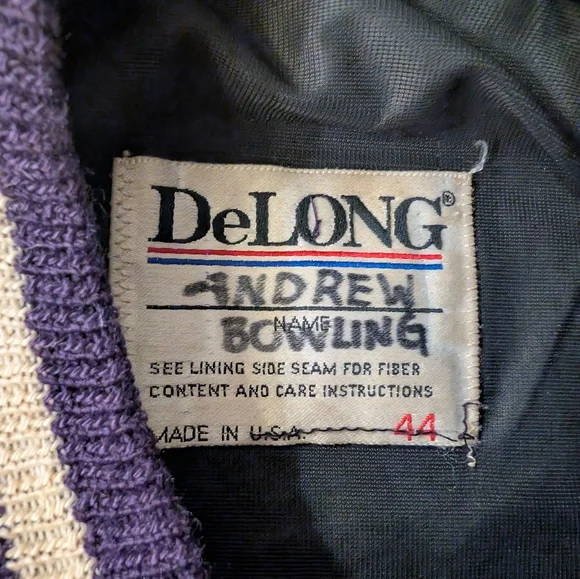 DeLONG®
ANDREW
NAME
BOWLING
SEE LINING SIDE SEAM FOR FIBER
CONTENT AND CARE INSTRUCTIONS
MADE IN U.S.A. 44